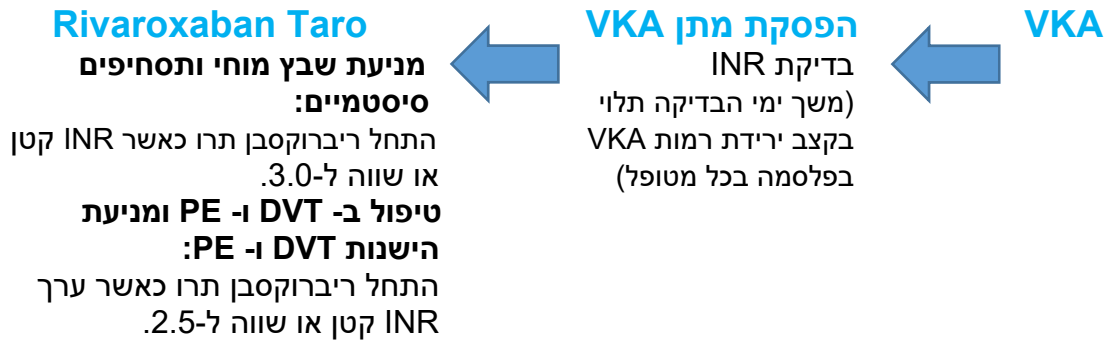 VKA
הפסקת מתן VKA
בדיקת INR
(משך ימי הבדיקה תלוי
בקצב ירידת רמות VKA
בפלסמה בכל מטופל)
Rivaroxaban Taro
מניעת שבץ מוחי ותסחיפים
סיסטמיים:
התחל ריברוקסבן תרו כאשר INR קטן
או שווה ל-3.0.
טיפול ב- DVT ו- PE ומניעת
הישנות DVT ו- PE:
התחל ריברוקסבן תרו כאשר ערך
INR קטן או שווה ל-2.5.